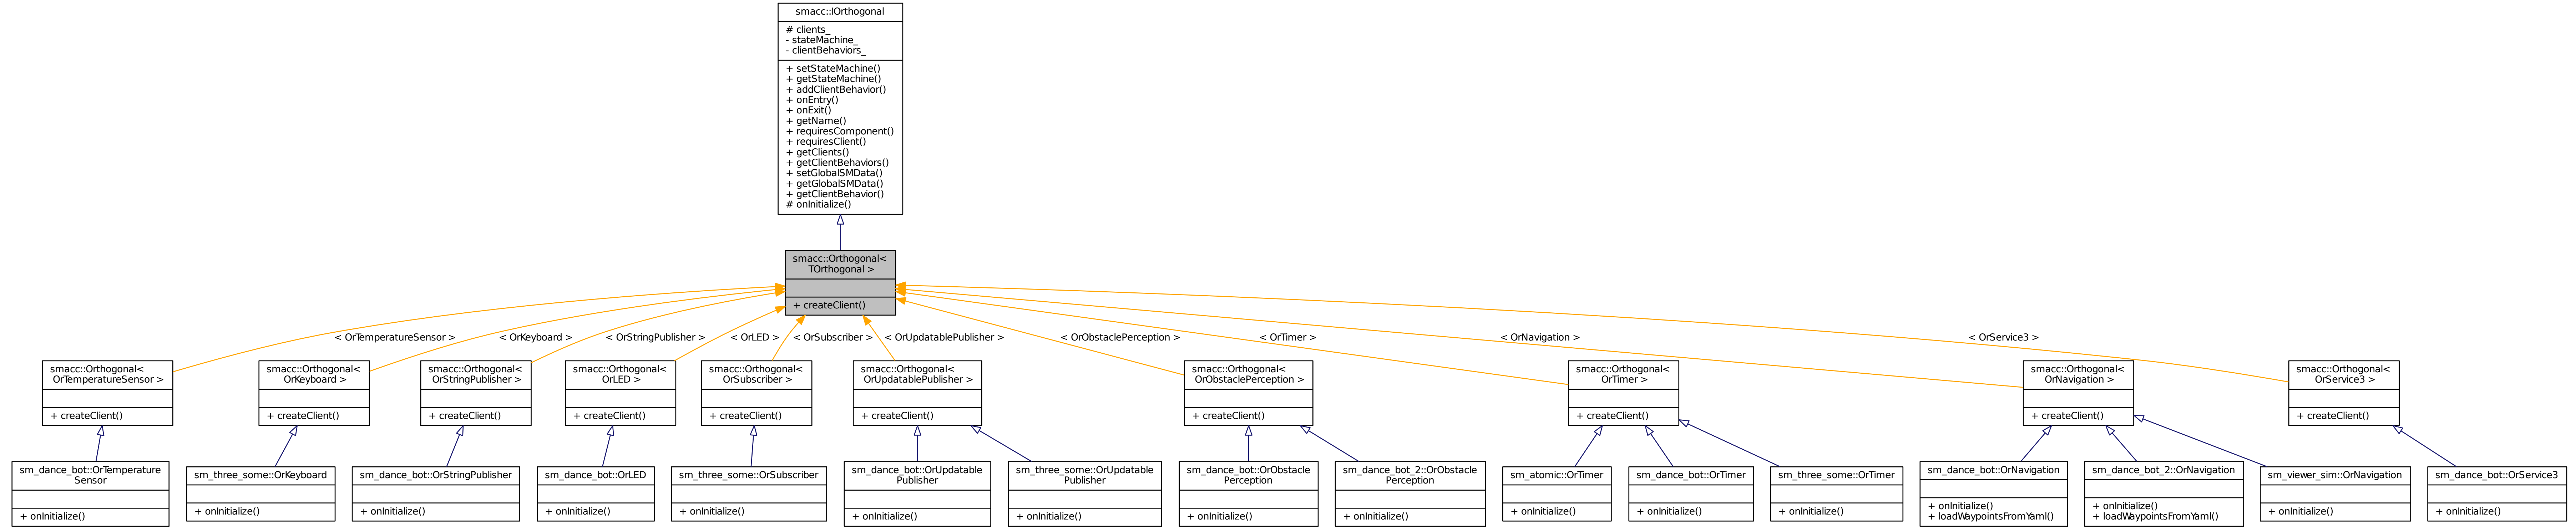 smacc::IOrthogonal
# clients_
- stateMachine_
- clientBehaviors_
+ setStateMachine()
+ getStateMachine()
+ addClientBehavior()
+ onEntry()
+ onExit()
+ getName()
+ requiresComponent()
+ requiresClient()
+ getClients()
+ getClientBehaviors()
+ setGlobalSMData()
+ getGlobalSMData()
+ getClientBehavior()
# onInitialize()
smacc::Orthogonal<
TOrthogonal >
+ createClient()
< OrTemperatureSensor >
< OrKeyboard >
< OrStringPublisher >
< OrLED >
< OrSubscriber >
< OrUpdatablePublisher >
< OrObstaclePerception >
< OrTimer >
< OrNavigation >
< OrService3 >
smacc::Orthogonal<
OrTemperatureSensor >
+ createClient()
smacc::Orthogonal<
OrKeyboard >
+ createClient()
smacc::Orthogonal<
OrStringPublisher >
+ createClient()
smacc::Orthogonal<
OrLED >
+ createClient()
smacc::Orthogonal<
OrSubscriber >
+ createClient()
smacc::Orthogonal<
OrUpdatablePublisher >
+ createClient()
smacc::Orthogonal<
OrObstaclePerception >
+ createClient()
smacc::Orthogonal<
OrTimer >
+ createClient()
smacc::Orthogonal<
OrNavigation >
+ createClient()
smacc::Orthogonal<
OrService3 >
+ createClient()
sm_dance_bot::OrTemperature
Sensor
+ onInitialize()
sm_three_some::OrKeyboard
+ onInitialize()
sm_dance_bot::OrStringPublisher
+ onInitialize()
sm_dance_bot::OrLED
+ onInitialize()
sm_three_some::OrSubscriber
+ onInitialize()
sm_dance_bot::OrUpdatable
Publisher
+ onInitialize()
sm_three_some::OrUpdatable
Publisher
+ onInitialize()
sm_dance_bot::OrObstacle
Perception
+ onInitialize()
sm_dance_bot_2::OrObstacle
Perception
+ onInitialize()
sm_atomic::OrTimer
+ onInitialize()
sm_dance_bot::OrTimer
+ onInitialize()
sm_three_some::OrTimer
+ onInitialize()
sm_dance_bot::OrNavigation
+ onInitialize()
+ loadWaypointsFromYaml()
sm_dance_bot_2::OrNavigation
+ onInitialize()
+ loadWaypointsFromYaml()
sm_viewer_sim::OrNavigation
+ onInitialize()
sm_dance_bot::OrService3
+ onInitialize()